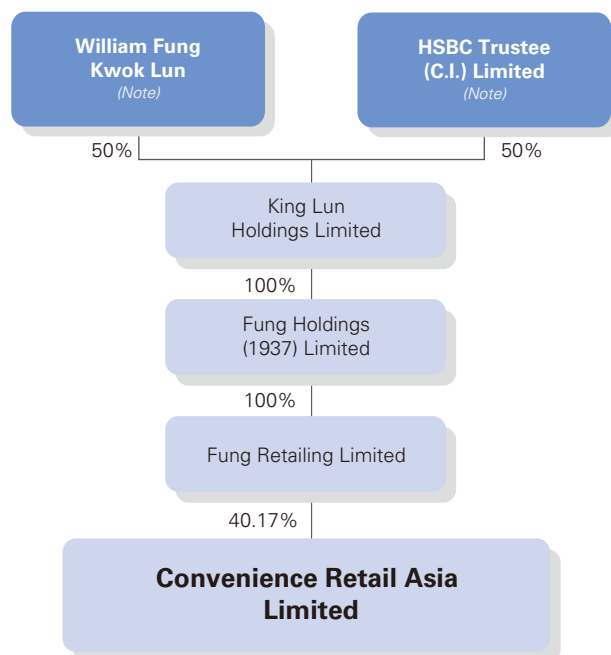 William Fung
Kwok Lun
(Note)
HSBC Trustee
(C.I.) Limited
(Note)
50%
50%
King Lun
Holdings Limited
100%
Fung Holdings
(1937) Limited
100%
Fung Retailing Limited
40.17%
Convenience Retail Asia
Limited